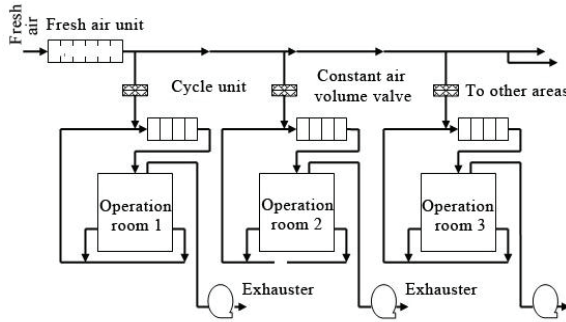 Fresh air
Fresh air unit
Cycle unit
Constant air
volume valve
To other areas
Operation
room 1
Operation
room 2
Operation
room 3
Exhauster
Exhauster